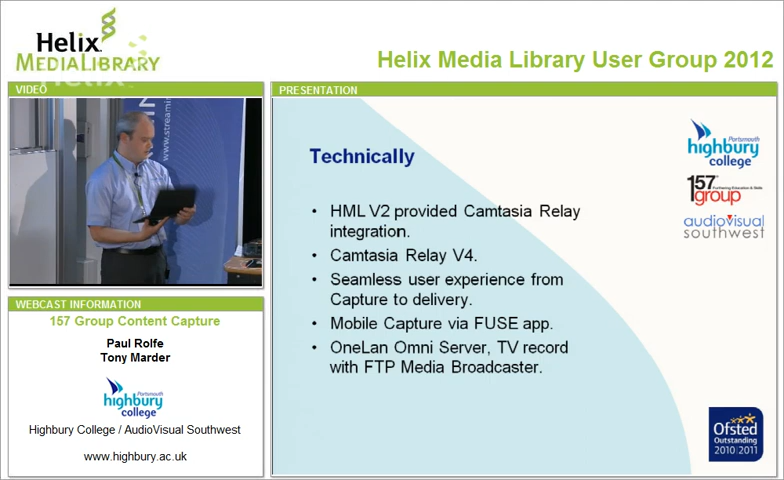 Helix
MEDIALIBRARY
Helix Media Library User Group 2012
VIDEO
www.streamin
PRESENTATION
Technically
• HML V2 provided Camtasia Relay
integration.
• Camtasia Relay V4.
• Seamless user experience from
Capture to delivery.
• Mobile Capture via FUSE app.
• OneLan Omni Server, TV record
with FTP Media Broadcaster.
Portsmouth
highbury
college
157
group
audiovisual
southwest
Ofsted
Outstanding
2010|2011
WEBCAST INFORMATION
157 Group Content Capture
Paul Rolfe
Tony Marder
Portsmouth
highbury
college
Highbury College / AudioVisual Southwest
www.highbury.ac.uk